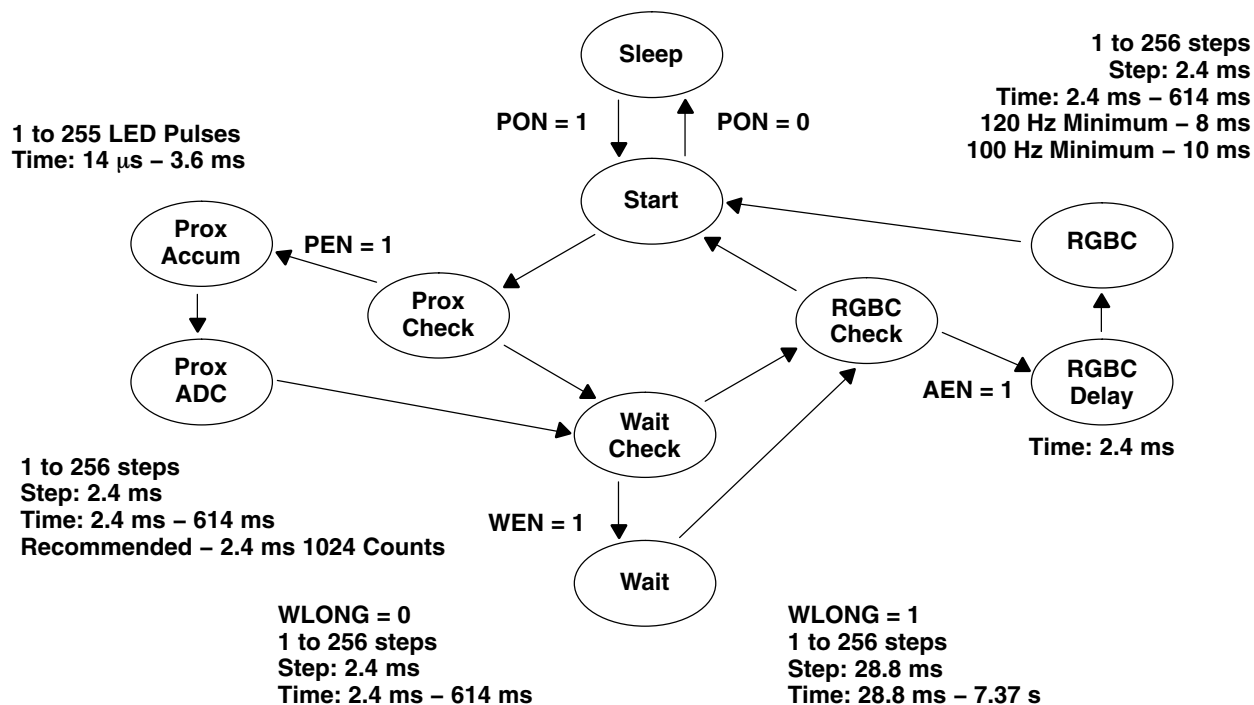 Sleep
1 to 256 steps
Step: 2.4 ms
Time: 2.4 ms – 614 ms
120 Hz Minimum – 8 ms
100 Hz Minimum – 10 ms
PON = 1
PON = 0
1 to 255 LED Pulses
Time: 14 μs – 3.6 ms
Start
Prox
Accum
PEN = 1
RGBC
Prox
Check
RGBC
Check
Prox
ADC
AEN = 1
RGBC
Delay
Time: 2.4 ms
Wait
Check
1 to 256 steps
Step: 2.4 ms
Time: 2.4 ms – 614 ms
Recommended – 2.4 ms 1024 Counts
WEN = 1
Wait
WLONG = 0
1 to 256 steps
Step: 2.4 ms
Time: 2.4 ms – 614 ms
WLONG = 1
1 to 256 steps
Step: 28.8 ms
Time: 28.8 ms – 7.37 s